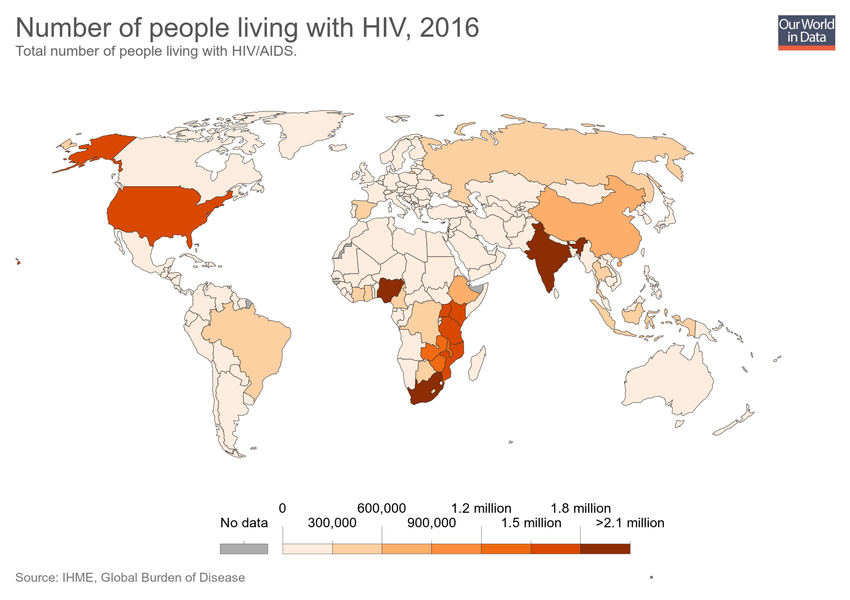 Number of people living with HIV, 2016
Total number of people living with HIV/AIDS.
Our World
in Data
0 600,000 1.2 million 1.8 million
No data 300,000 900,000 1.5 million >2.1 million
Source: IHME, Global Burden of Disease